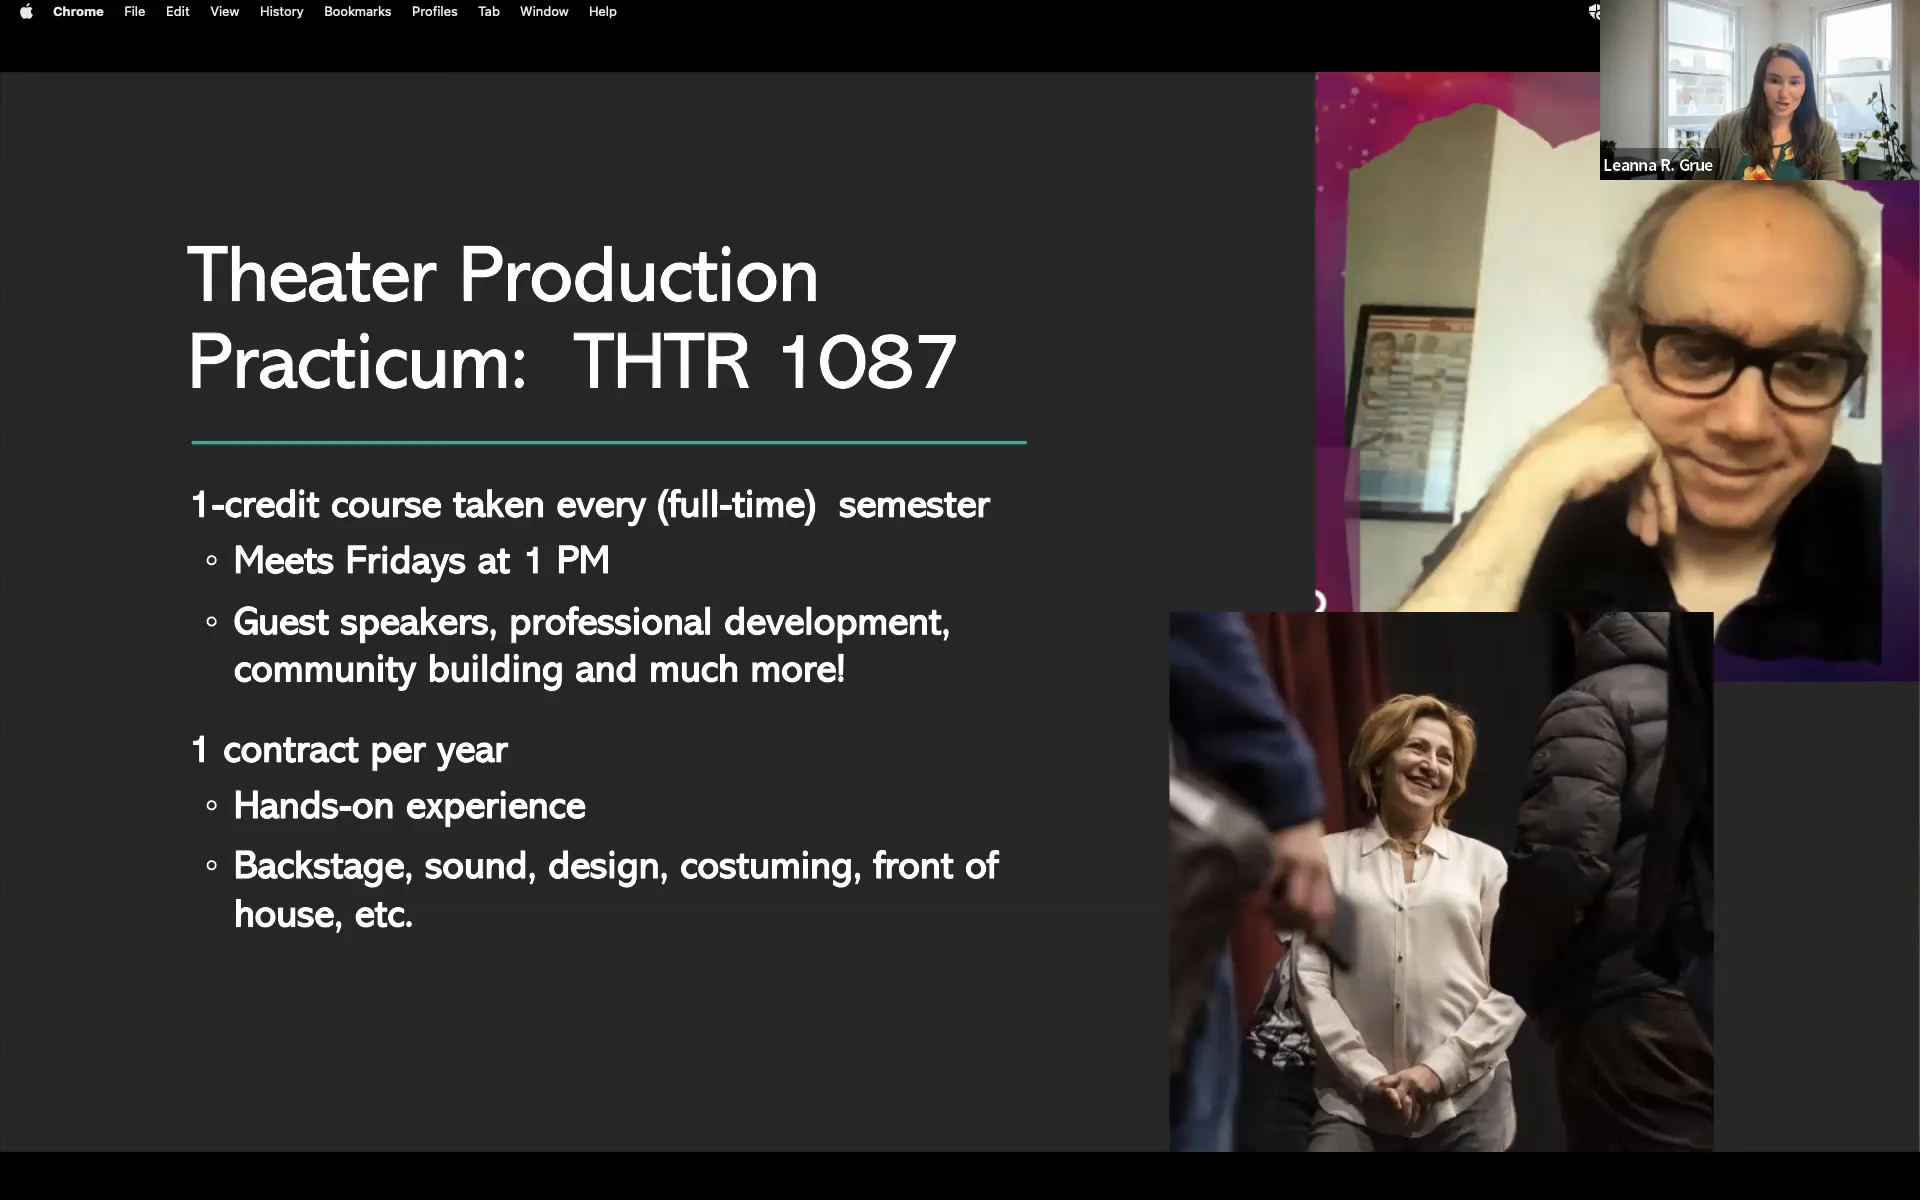 Chrome File Edit View History Bookmarks Profiles Tab Window Help
Leanna R. Grue
Theater Production
Practicum: THTR 1087
1-credit course taken every (full-time) semester
◦ Meets Fridays at 1 PM
◦ Guest speakers, professional development,
community building and much more!
1 contract per year
◦ Hands-on experience
◦ Backstage, sound, design, costuming, front of
house, etc.